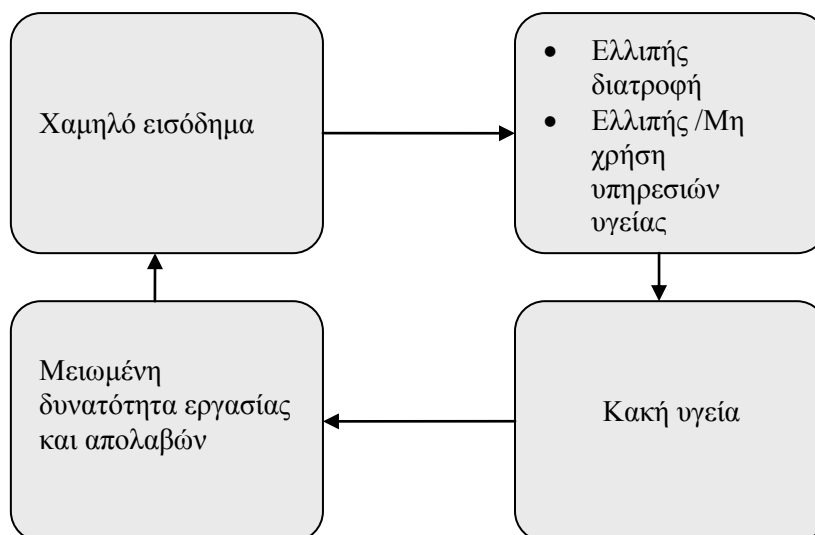 Χαμηλό εισόδημα
• Ελλιπής
διατροφή
• Ελλιπής /Μη
χρήση
υπηρεσιών
υγείας
Κακή υγεία
Μειωμένη
δυνατότητα εργασίας
και απολαβών